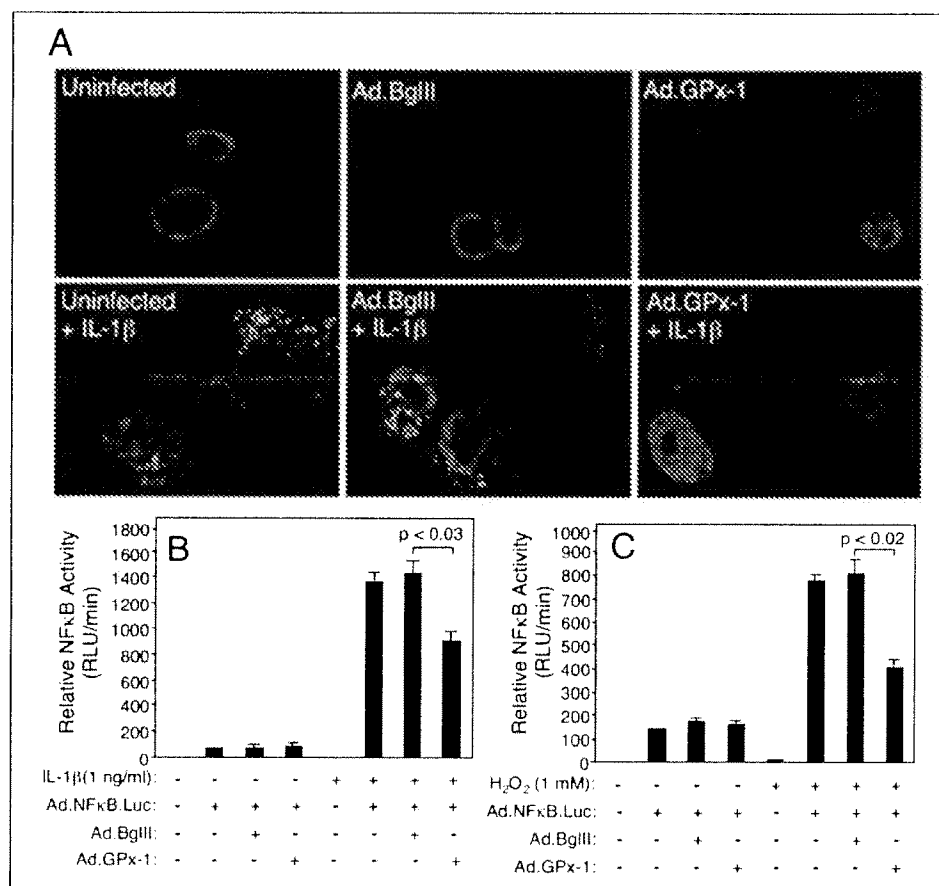 A
Uninfected
Ad.BglII
Ad.GPx-1
Uninfected
+ IL-1β
Ad.BglII
+ IL-1β
Ad.GPx-1
+ IL-1β
B
p < 0.03
Relative NFκB Activity
(RLU/min)
1800
1600
1400
1200
1000
800
600
400
200
0
IL-1β(1 ng/ml): - - - - + + + +
Ad.NFκB.Luc: - + + + - + + +
Ad.BglII: - - + - - - + -
Ad.GPx-1: - - - + - - - +
C
p < 0.02
Relative NFκB Activity
(RLU/min)
1000
900
800
700
600
500
400
300
200
100
0
H₂O₂ (1 mM): - - - - + + + +
Ad.NFκB.Luc: - + + + - + + +
Ad.BglII: - - + - - - + -
Ad.GPx-1: - - - + - - - +